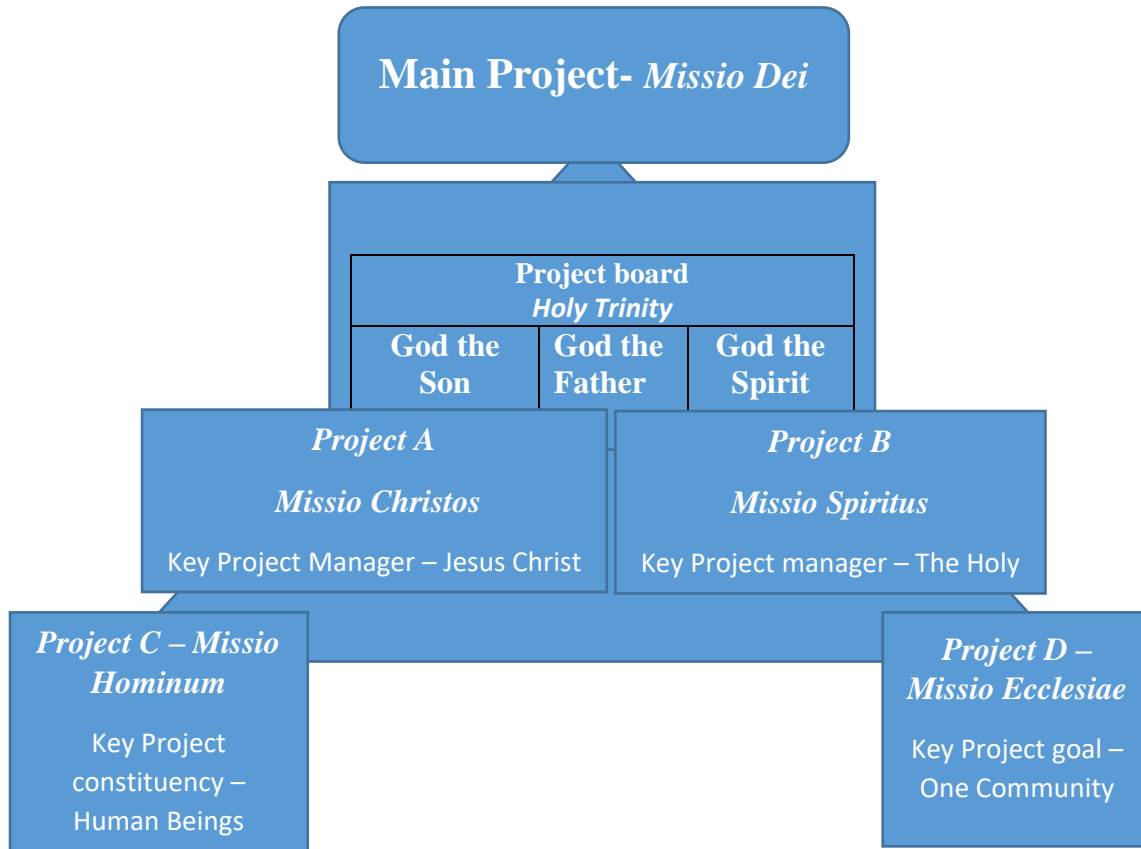 Main Project- Missio Dei
Project board
Holy Trinity
God the
Son
God the
Father
God the
Spirit
Project A
Missio Christos
Key Project Manager – Jesus Christ
Project B
Missio Spiritus
Key Project manager – The Holy
Project C – Missio
Hominum
Key Project
constituency –
Human Beings
Project D –
Missio Ecclesiae
Key Project goal –
One Community